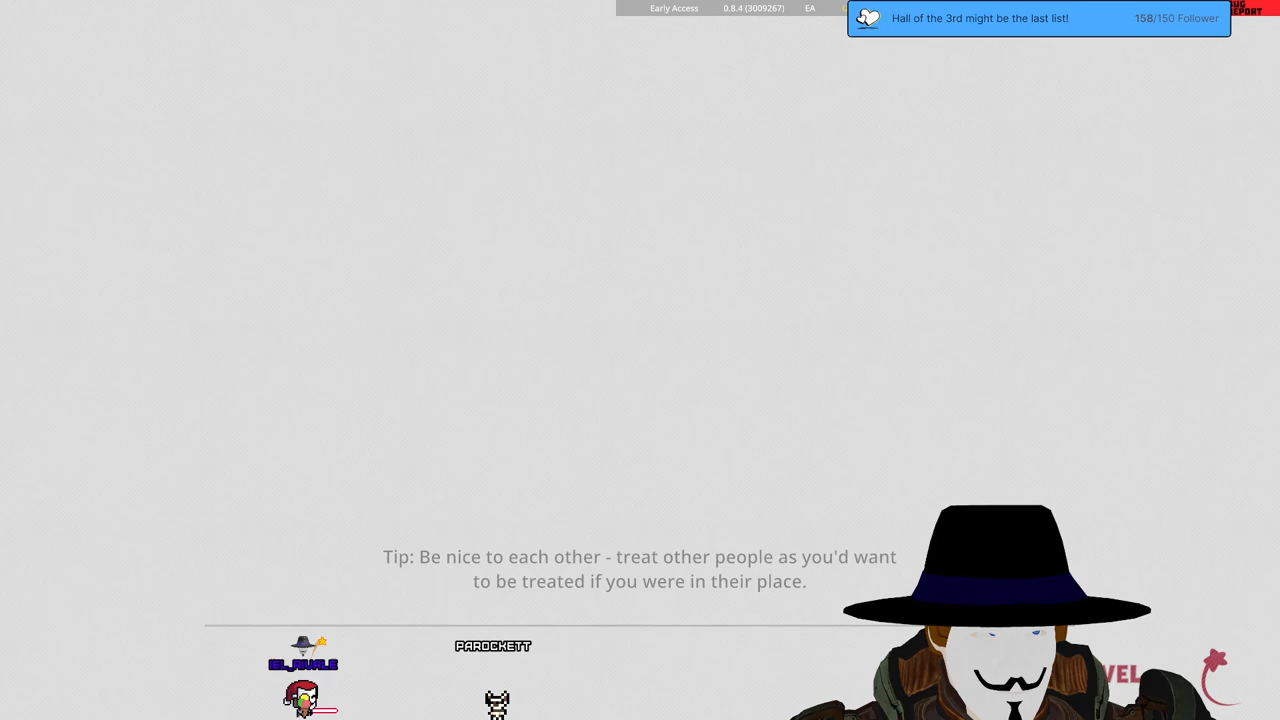 Early Access 0.8.4 (3009267) EA
Hall of the 3rd might be the last list! 158/150 Follower
Tip: Be nice to each other - treat other people as you'd want
to be treated if you were in their place.
PAROCKETT